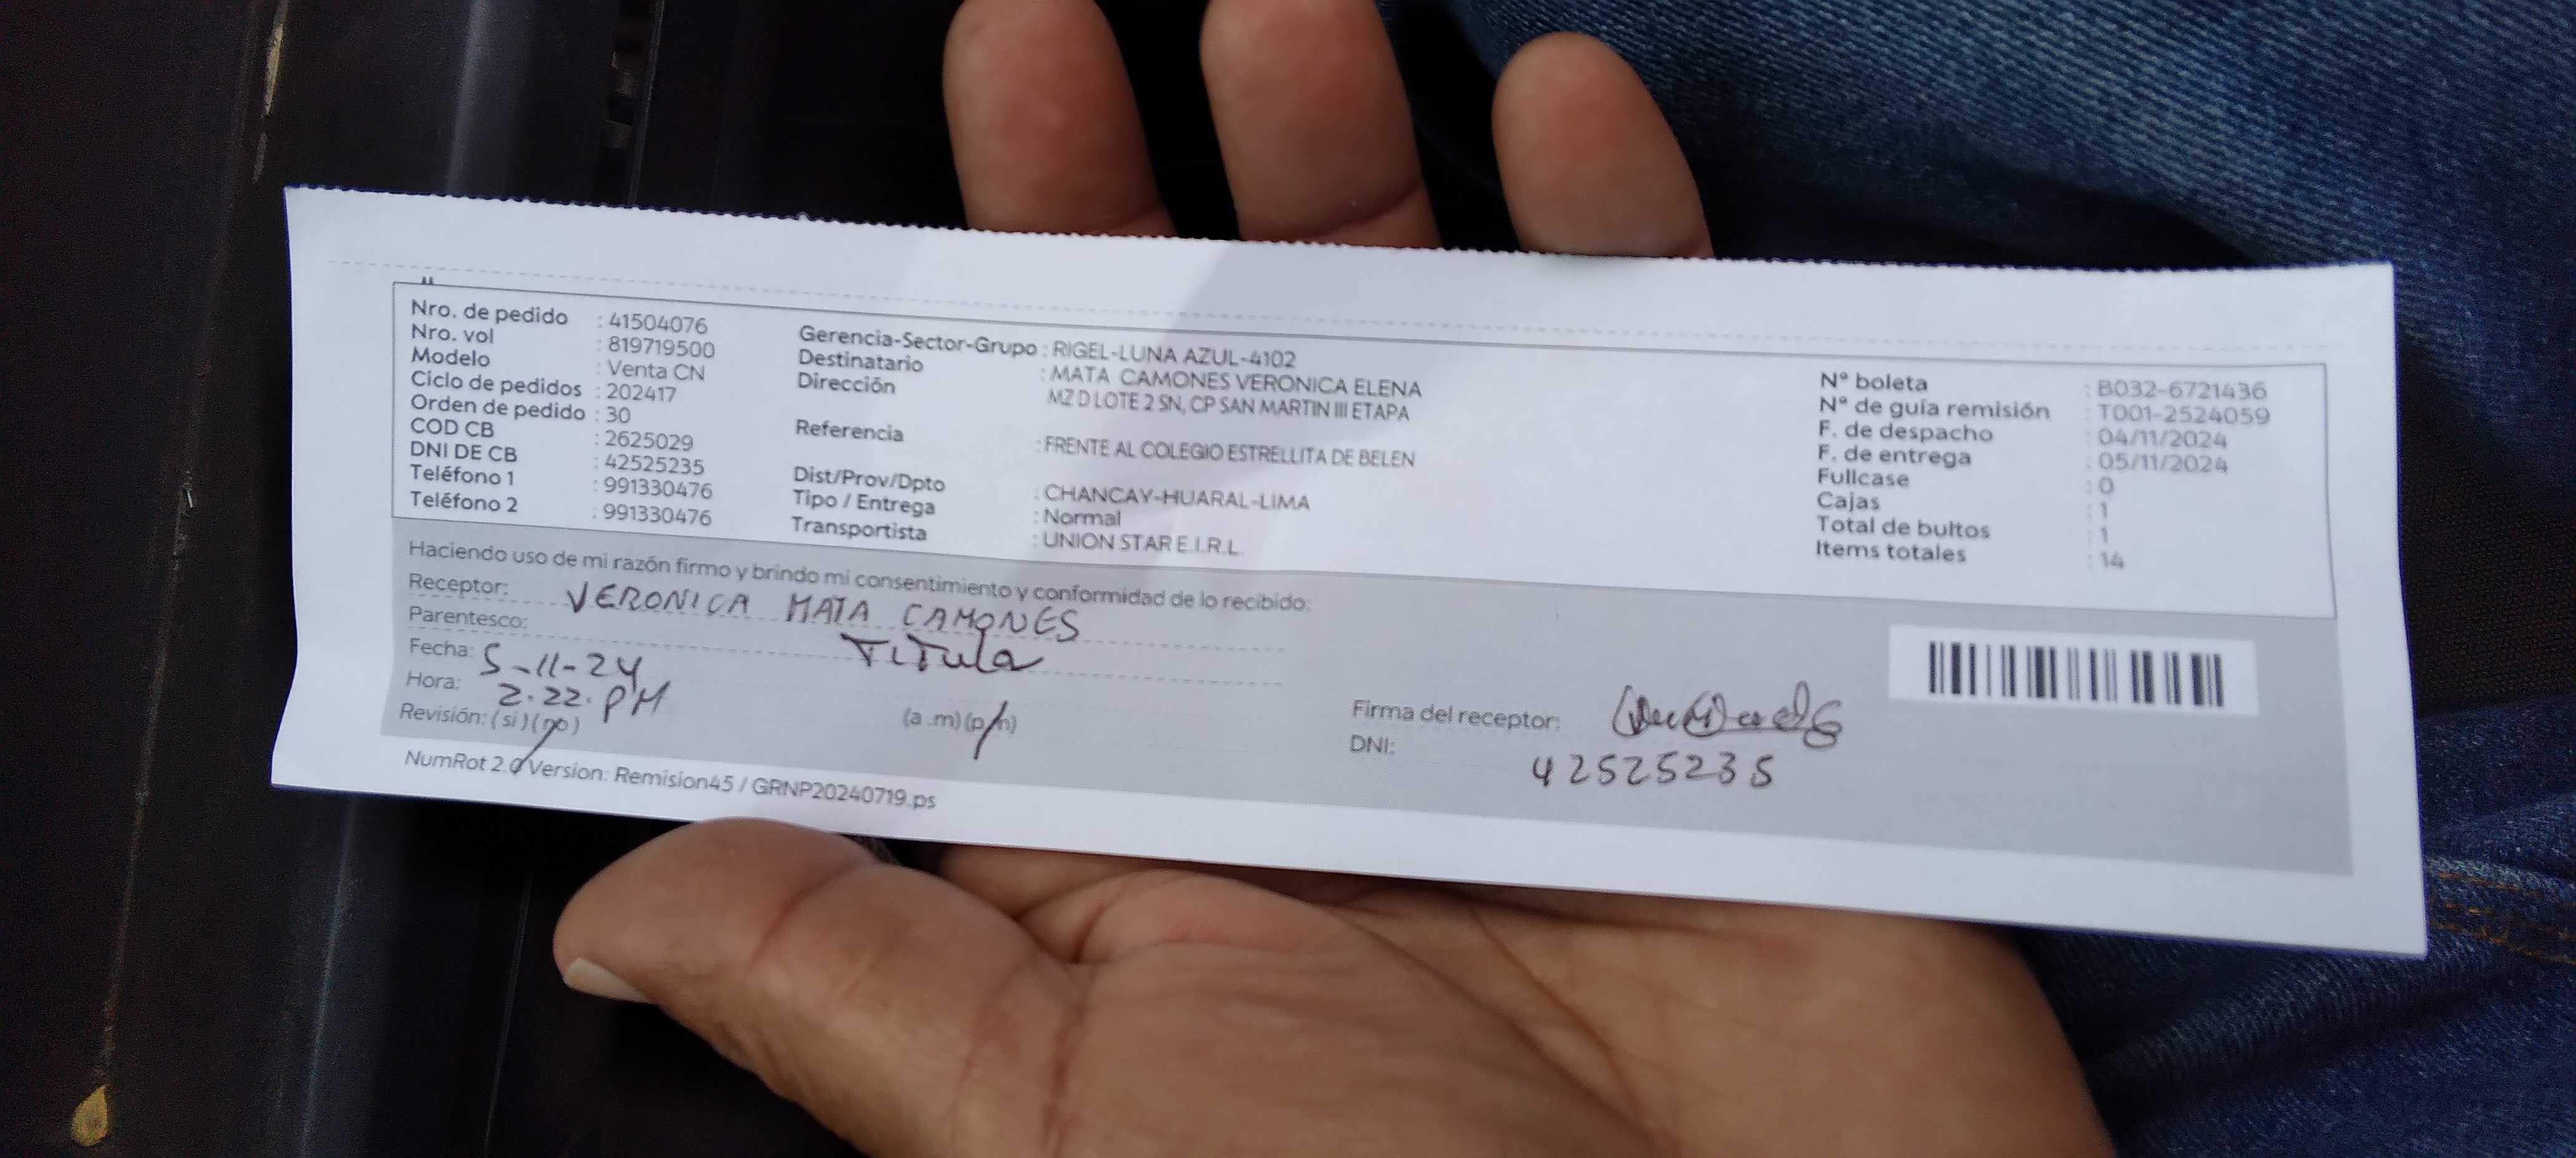 Nro. de pedido : 41504076
Nro. vol : 819719500
Modelo : Venta CN
Ciclo de pedidos : 202417
Orden de pedido : 30
COD CB : 2625029
DNI DE CB : 42525235
Teléfono 1 : 991330476
Teléfono 2 : 991330476
Gerencia-Sector-Grupo : RIGEL-LUNA AZUL-4102
Destinatario : MATA CAMONES VERONICA ELENA
Dirección MZ D LOTE 2 SN, CP SAN MARTIN III ETAPA
Referencia : FRENTE AL COLEGIO ESTRELLITA DE BELEN
Dist/Prov/Dpto : CHANCAY-HUARAL-LIMA
Tipo / Entrega : Normal
Transportista : UNION STAR E.I.R.L.
N° boleta : B032-6721436
N° de guía remisión : T001-2524059
F. de despacho : 04/11/2024
F. de entrega : 05/11/2024
Fullcase : 0
Cajas : 1
Total de bultos : 1
Items totales : 14
Haciendo uso de mi razón firmo y brindo mi consentimiento y conformidad de lo recibido:
Receptor: VERONICA MATA CAMONES
Parentesco: TiTula
Fecha: 5-11-24
Hora: 2.22.PM (a .m) (p/m)
Revisión: ( si ) ( no )
Firma del receptor:
DNI: 42525235
NumRot 2.0 Version: Remision45 / GRNP20240719.ps